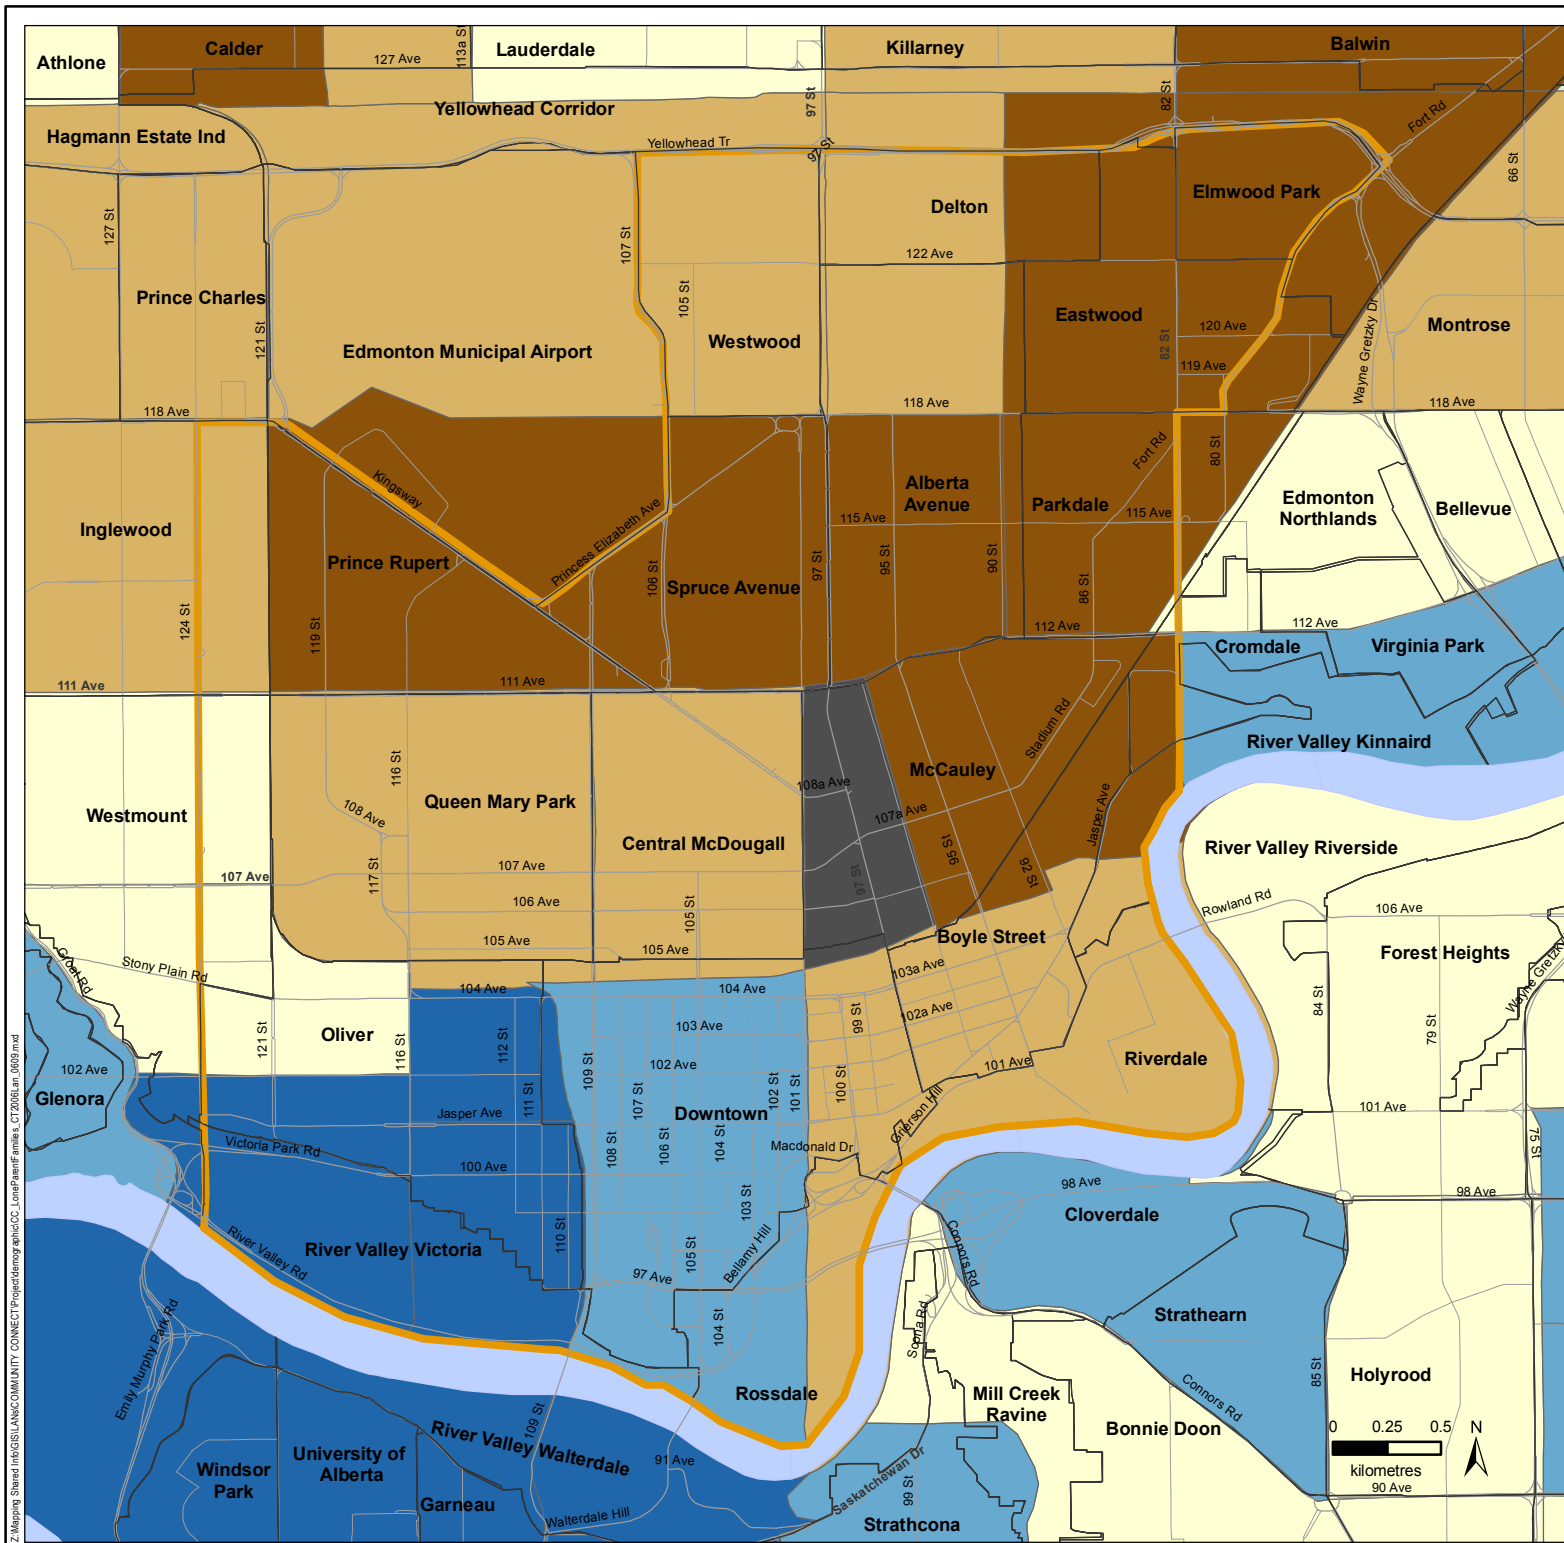 Calder
Lauderdale
Killarney
Balwin
Athlone
127 Ave
113a St
Yellowhead Corridor
97 St
82 St
Fort Rd
Hagmann Estate Ind
Yellowhead Tr
97 St
66 St
127 St
107 St
Delton
Elmwood Park
122 Ave
Prince Charles
121 St
105 St
Edmonton Municipal Airport
Westwood
Eastwood
120 Ave
82 St
119 Ave
Wayne Gretzky Dr
Montrose
118 Ave
118 Ave
118 Ave
Kingsway
Fort Rd
80 St
Alberta
Avenue
Parkdale
115 Ave
115 Ave
Edmonton
Northlands
Bellevue
Inglewood
Prince Rupert
Princess Elizabeth Ave
106 St
Spruce Avenue
97 St
95 St
90 St
86 St
124 St
119 St
112 Ave
112 Ave
Cromdale
Virginia Park
111 Ave
111 Ave
Stadium Rd
River Valley Kinnaird
116 St
McCauley
108a Ave
Westmount
108 Ave
Queen Mary Park
107a Ave
Jasper Ave
Central McDougall
95 St
River Valley Riverside
107 Ave
107 Ave
117 St
97 St
92 St
106 Ave
105 St
Rowland Rd
106 Ave
105 Ave
105 Ave
Boyle Street
Forest Heights
Groat Rd
Stony Plain Rd
103a Ave
Wayne Gretzky
104 Ave
104 Ave
84 St
102a Ave
99 St
103 Ave
Oliver
121 St
116 St
112 St
79 St
102 Ave
109 St
102 Ave
101 Ave
Riverdale
Glenora
107 St
102 St
101 St
100 St
111 St
Jasper Ave
Downtown
Grierson Hill
101 Ave
75 St
Victoria Park Rd
108 St
106 St
104 St
Macdonald Dr
100 Ave
98 Ave
98 Ave
103 St
Cloverdale
River Valley Rd
River Valley Victoria
110 St
105 St
Bellamy Hill
Connors Rd
97 Ave
Emily Murphy Park Rd
104 St
Scona Rd
Strathearn
85 St
Holyrood
Rossdale
Mill Creek
Ravine
Connors Rd
109 St
Bonnie Doon
0 0.25 0.5
N
kilometres
River Valley Walterdale
University of
Alberta
91 Ave
Windsor
Park
Garneau
Saskatchewan Dr
99 St
90 Ave
Walterdale Hill
Strathcona